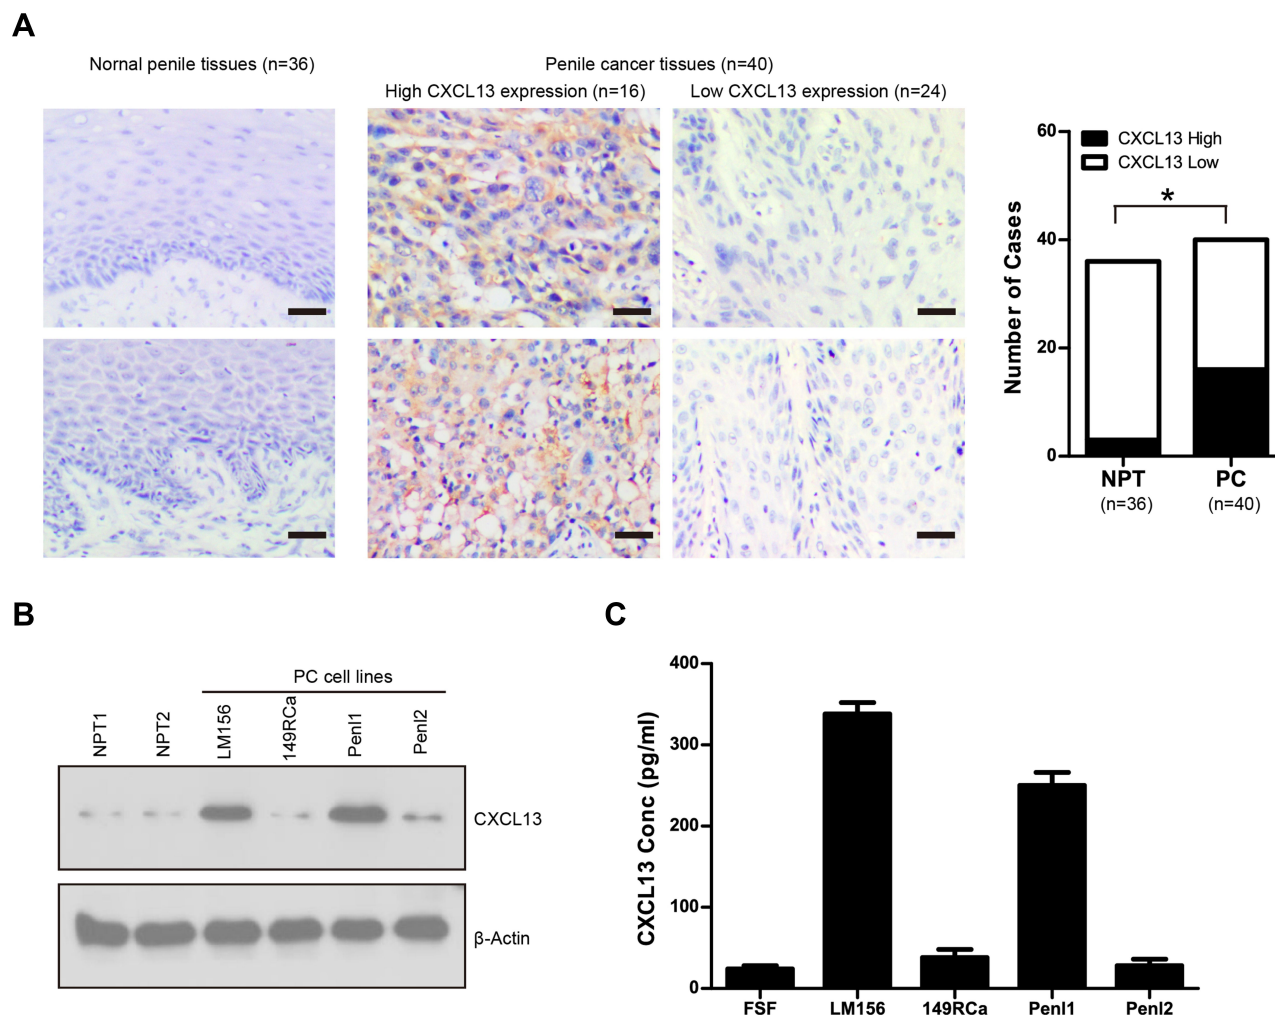 A
Nornal penile tissues (n=36)
Penile cancer tissues (n=40)
High CXCL13 expression (n=16)
Low CXCL13 expression (n=24)
60
40
20
0
Number of Cases
CXCL13 High
CXCL13 Low
*
NPT
(n=36)
PC
(n=40)
B
PC cell lines
NPT1
NPT2
LM156
149RCa
Penl1
Penl2
CXCL13
β-Actin
C
400
300
200
100
0
CXCL13 Conc (pg/ml)
FSF
LM156
149RCa
Penl1
Penl2